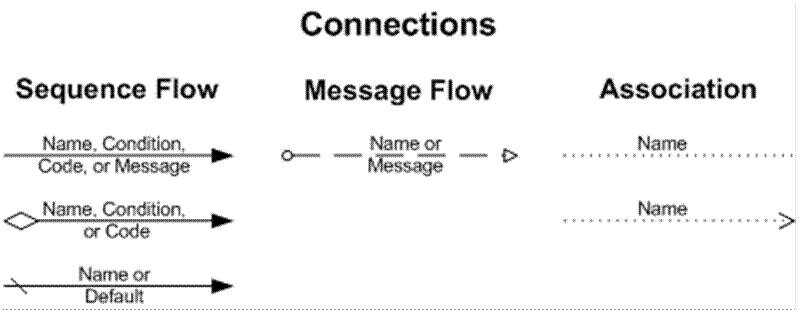 Connections
Sequence Flow
Name, Condition,
Code, or Message
Name, Condition,
or Code
Name or
Default
Message Flow
Name or
Message
Association
Name
Name